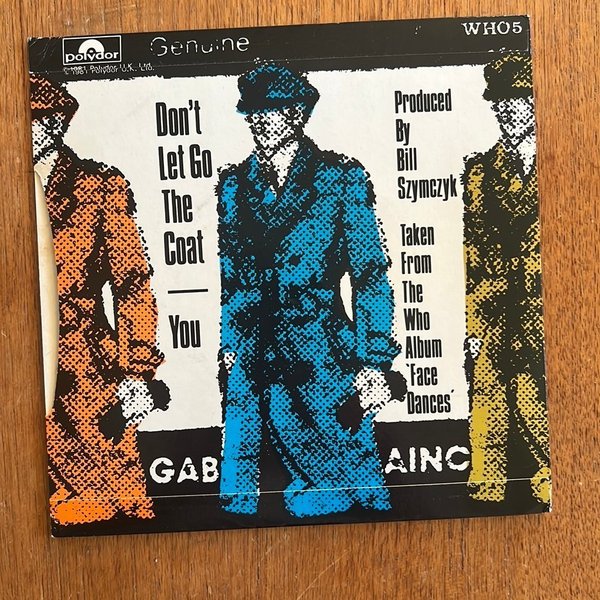 polydor
©1981 Polydor U.K. Ltd.
Genuine
WHO5
Don't
Let Go
The
Coat
—
You
Produced
By
Bill
Szymczyk
Taken
From
The
Who
Album
'Face
Dances'
GAB
AINC